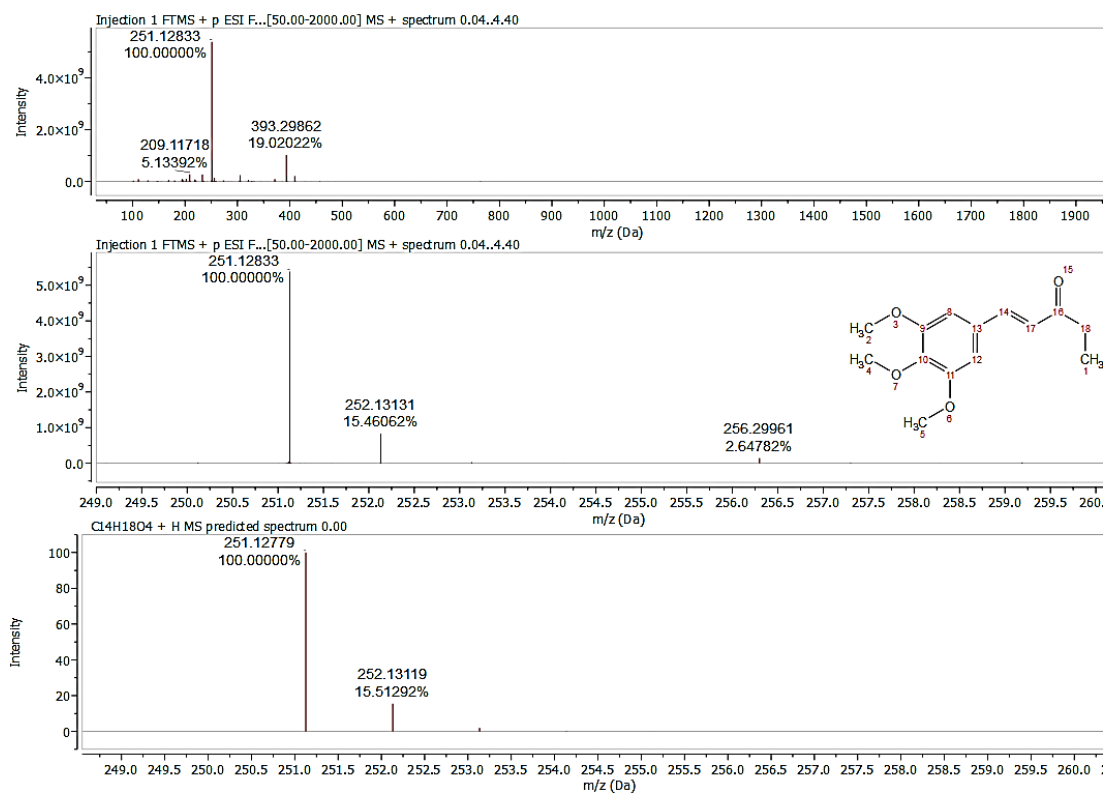 Injection 1 FTMS + p ESI F...[50.00-2000.00] MS + spectrum 0.04..4.40
251.12833
100.00000%
4.0×10⁹
2.0×10⁹
0.0
Intensity
209.11718
5.13392%
393.29862
19.02022%
100 200 300 400 500 600 700 800 900 1000 1100 1200 1300 1400 1500 1600 1700 1800 1900
m/z (Da)
Injection 1 FTMS + p ESI F...[50.00-2000.00] MS + spectrum 0.04..4.40
251.12833
100.00000%
5.0×10⁹
4.0×10⁹
3.0×10⁹
2.0×10⁹
1.0×10⁹
0.0
Intensity
252.13131
15.46062%
256.29961
2.64782%
O 15
O 3
H₃C 2
CH₃ 1
H₃C 4
O 7
O 6
H₃C 5
8 9 10 11 12 13 14 16 17 18
249.0 249.5 250.0 250.5 251.0 251.5 252.0 252.5 253.0 253.5 254.0 254.5 255.0 255.5 256.0 256.5 257.0 257.5 258.0 258.5 259.0 259.5 260.
m/z (Da)
C14H18O4 + H MS predicted spectrum 0.00
251.12779
100.00000%
100
80
60
40
20
0
Intensity
252.13119
15.51292%
249.0 249.5 250.0 250.5 251.0 251.5 252.0 252.5 253.0 253.5 254.0 254.5 255.0 255.5 256.0 256.5 257.0 257.5 258.0 258.5 259.0 259.5 260.0 2
m/z (Da)